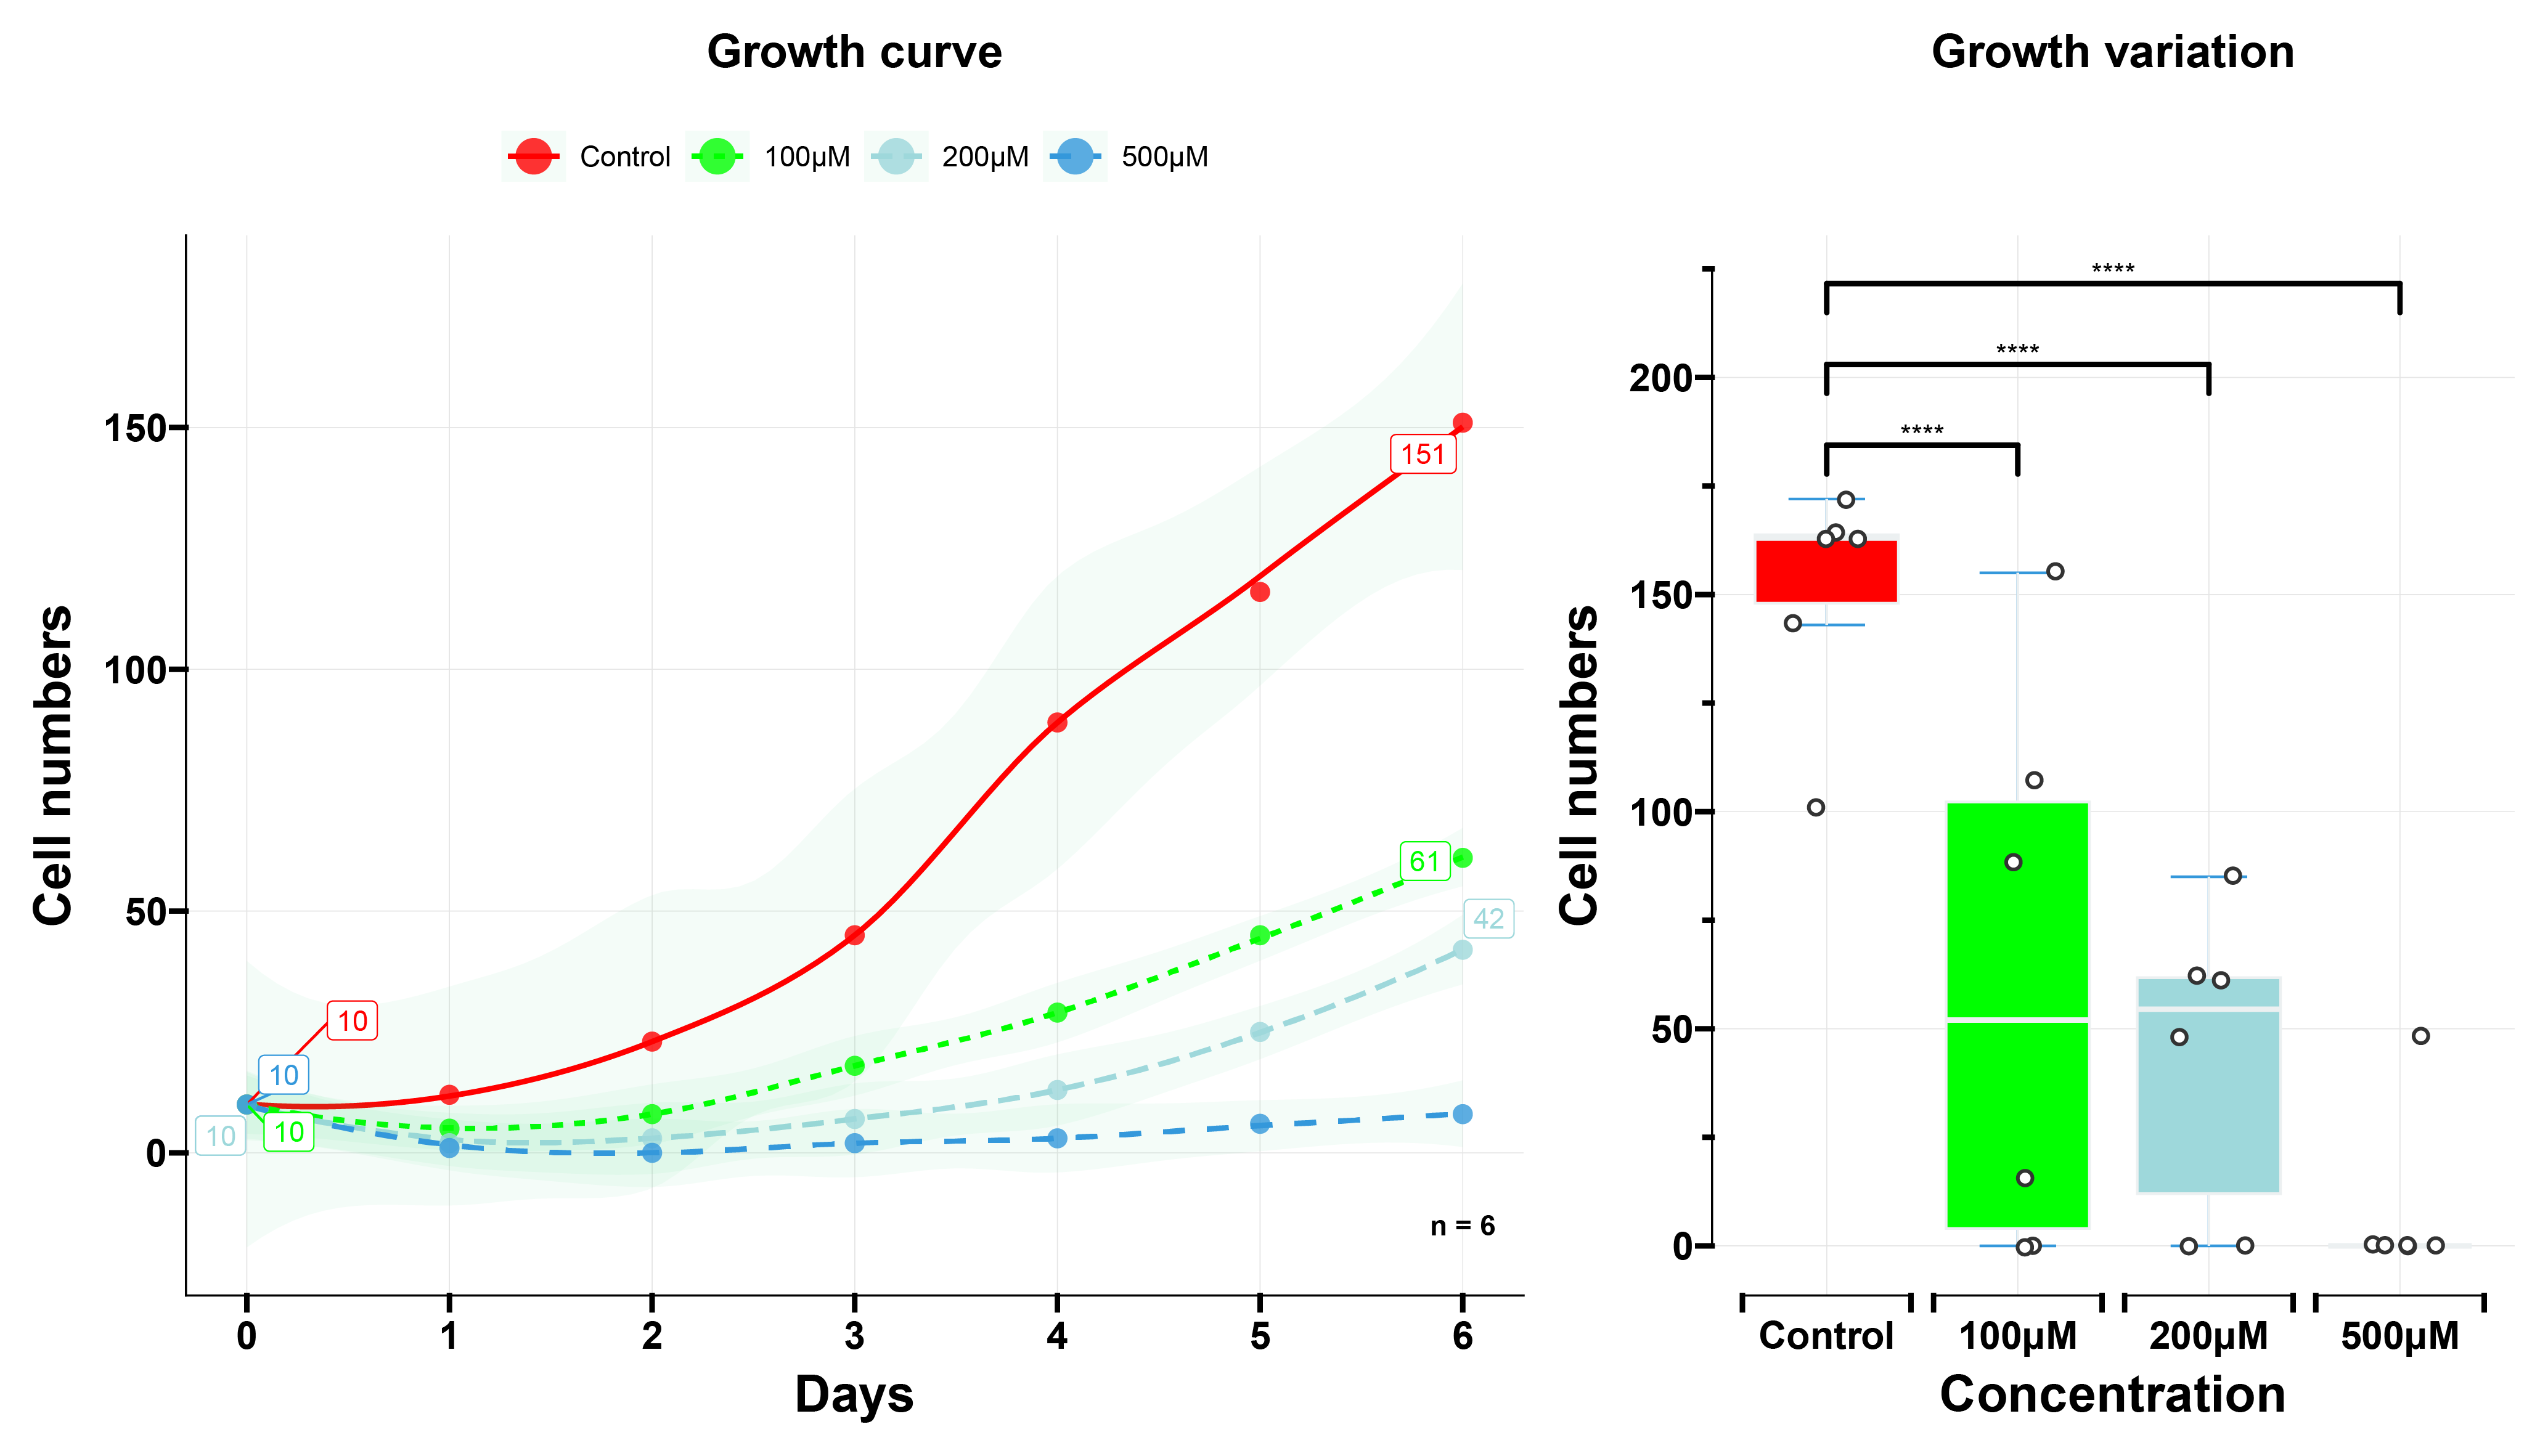 Growth curve
Control 100µM 200µM 500µM
Cell numbers
150
100
50
0
151
61
42
10
10
10
10
n = 6
0 1 2 3 4 5 6
Days
Growth variation
Cell numbers
200
150
100
50
0
****
****
****
Control 100µM 200µM 500µM
Concentration